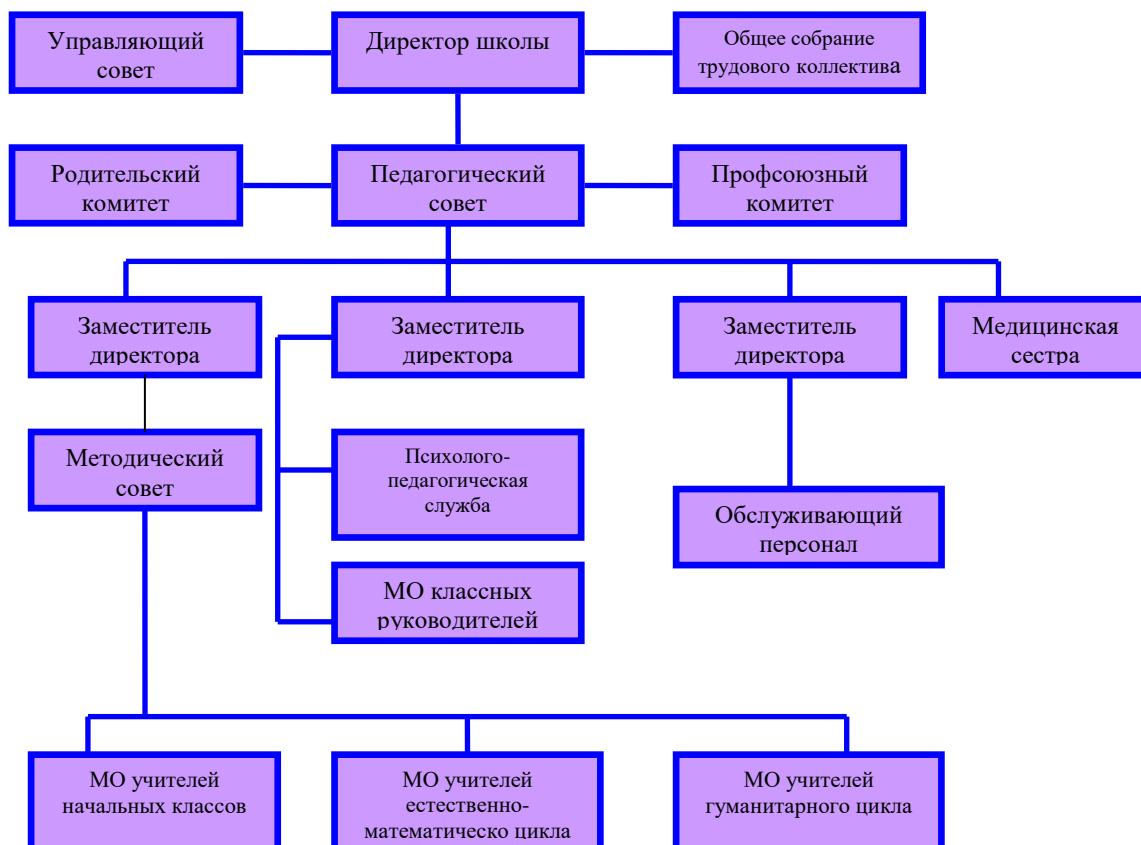 Управляющий
совет
Директор школы
Общее собрание
трудового коллектива
Родительский
комитет
Педагогический
совет
Профсоюзный
комитет
Заместитель
директора
Заместитель
директора
Заместитель
директора
Медицинская
сестра
Методический
совет
Психолого-
педагогическая
служба
Обслуживающий
персонал
МО классных
руководителей
МО учителей
начальных классов
МО учителей
естественно-
математическо цикла
МО учителей
гуманитарного цикла